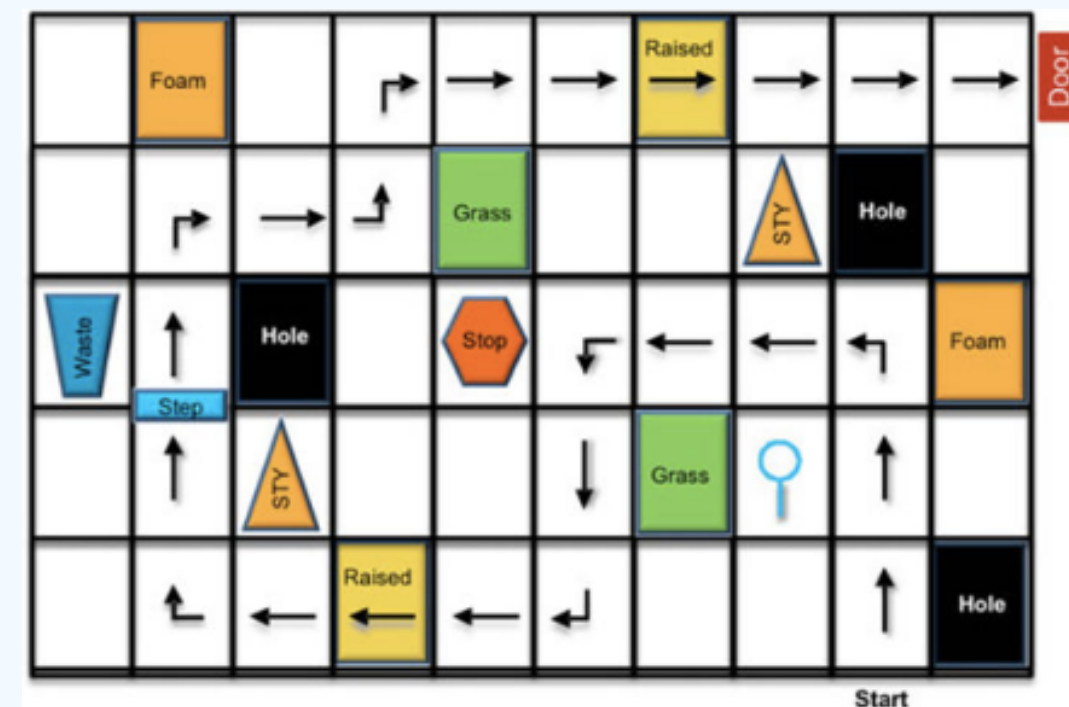 Foam
Raised
Door
Grass
STY
Hole
Waste
Hole
Stop
Foam
Step
STY
Grass
Raised
Hole
Start